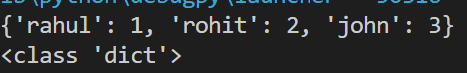 {'rahul': 1, 'rohit': 2, 'john': 3}
<class 'dict'>